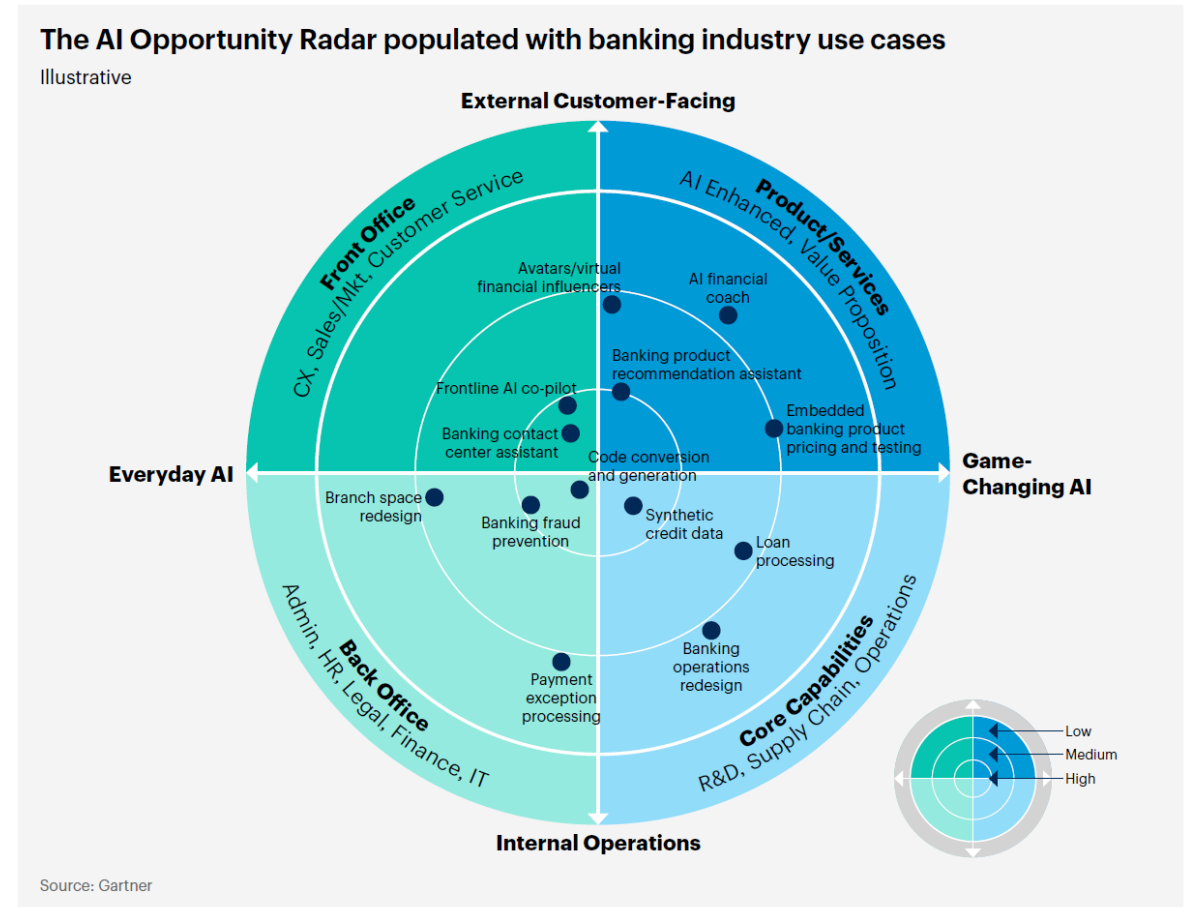 The AI Opportunity Radar populated with banking industry use cases
Illustrative
External Customer-Facing
Front Office
CX, Sales/Mkt, Customer Service
Product/Services
AI Enhanced, Value Proposition
Avatars/virtual
financial influencers
AI financial
coach
Banking product
recommendation assistant
Frontline AI co-pilot
Embedded
banking product
pricing and testing
Banking contact
center assistant
Code conversion
and generation
Everyday AI
Game-
Changing AI
Branch space
redesign
Banking fraud
prevention
Synthetic
credit data
Loan
processing
Banking
operations
redesign
Payment
exception
processing
Back Office
Admin, HR, Legal, Finance, IT
Core Capabilities
R&D, Supply Chain, Operations
Low
Medium
High
Internal Operations
Source: Gartner